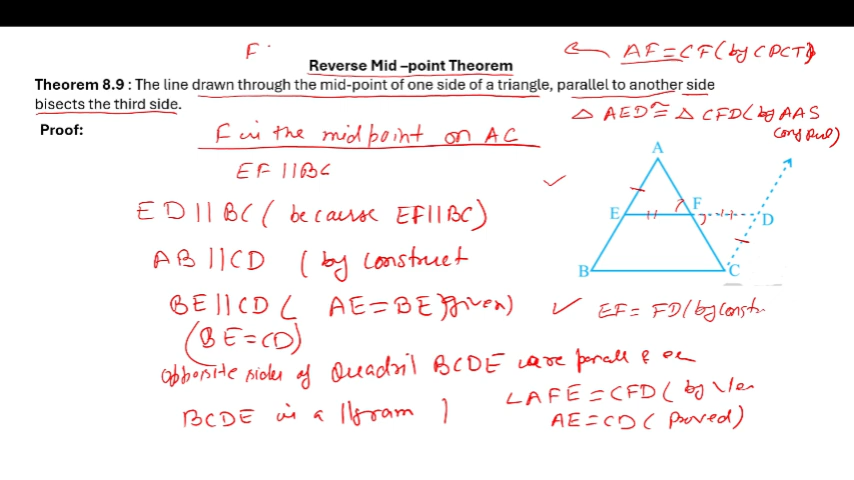 F
AF=CF(by CPCT)
Reverse Mid –point Theorem
Theorem 8.9 : The line drawn through the mid-point of one side of a triangle, parallel to another side
bisects the third side.
△ AED ≅ △ CFD (by AAS
Proof:
F is the midpoint on AC
EF || BC
ED || BC ( because EF || BC)
AB || CD ( by construct
BE || CD ( AE = BE) given)
(BE = CD)
opposite sides of Quadril BCDE are parall &
BCDE is a ||gram )
A
E
F
D
B
C
EF = FD (by const
∠AFE = CFD ( by ver
AE = CD ( proved)